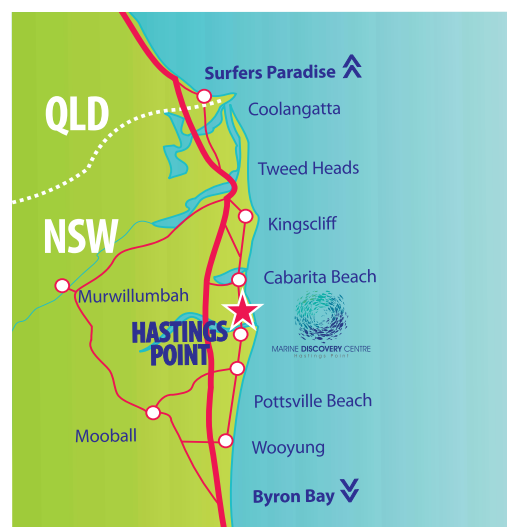 Surfers Paradise
QLD
Coolangatta
Tweed Heads
NSW
Kingscliff
Cabarita Beach
Murwillumbah
HASTINGS
POINT
MARINE DISCOVERY CENTRE
Hastings Point
Pottsville Beach
Mooball
Wooyung
Byron Bay